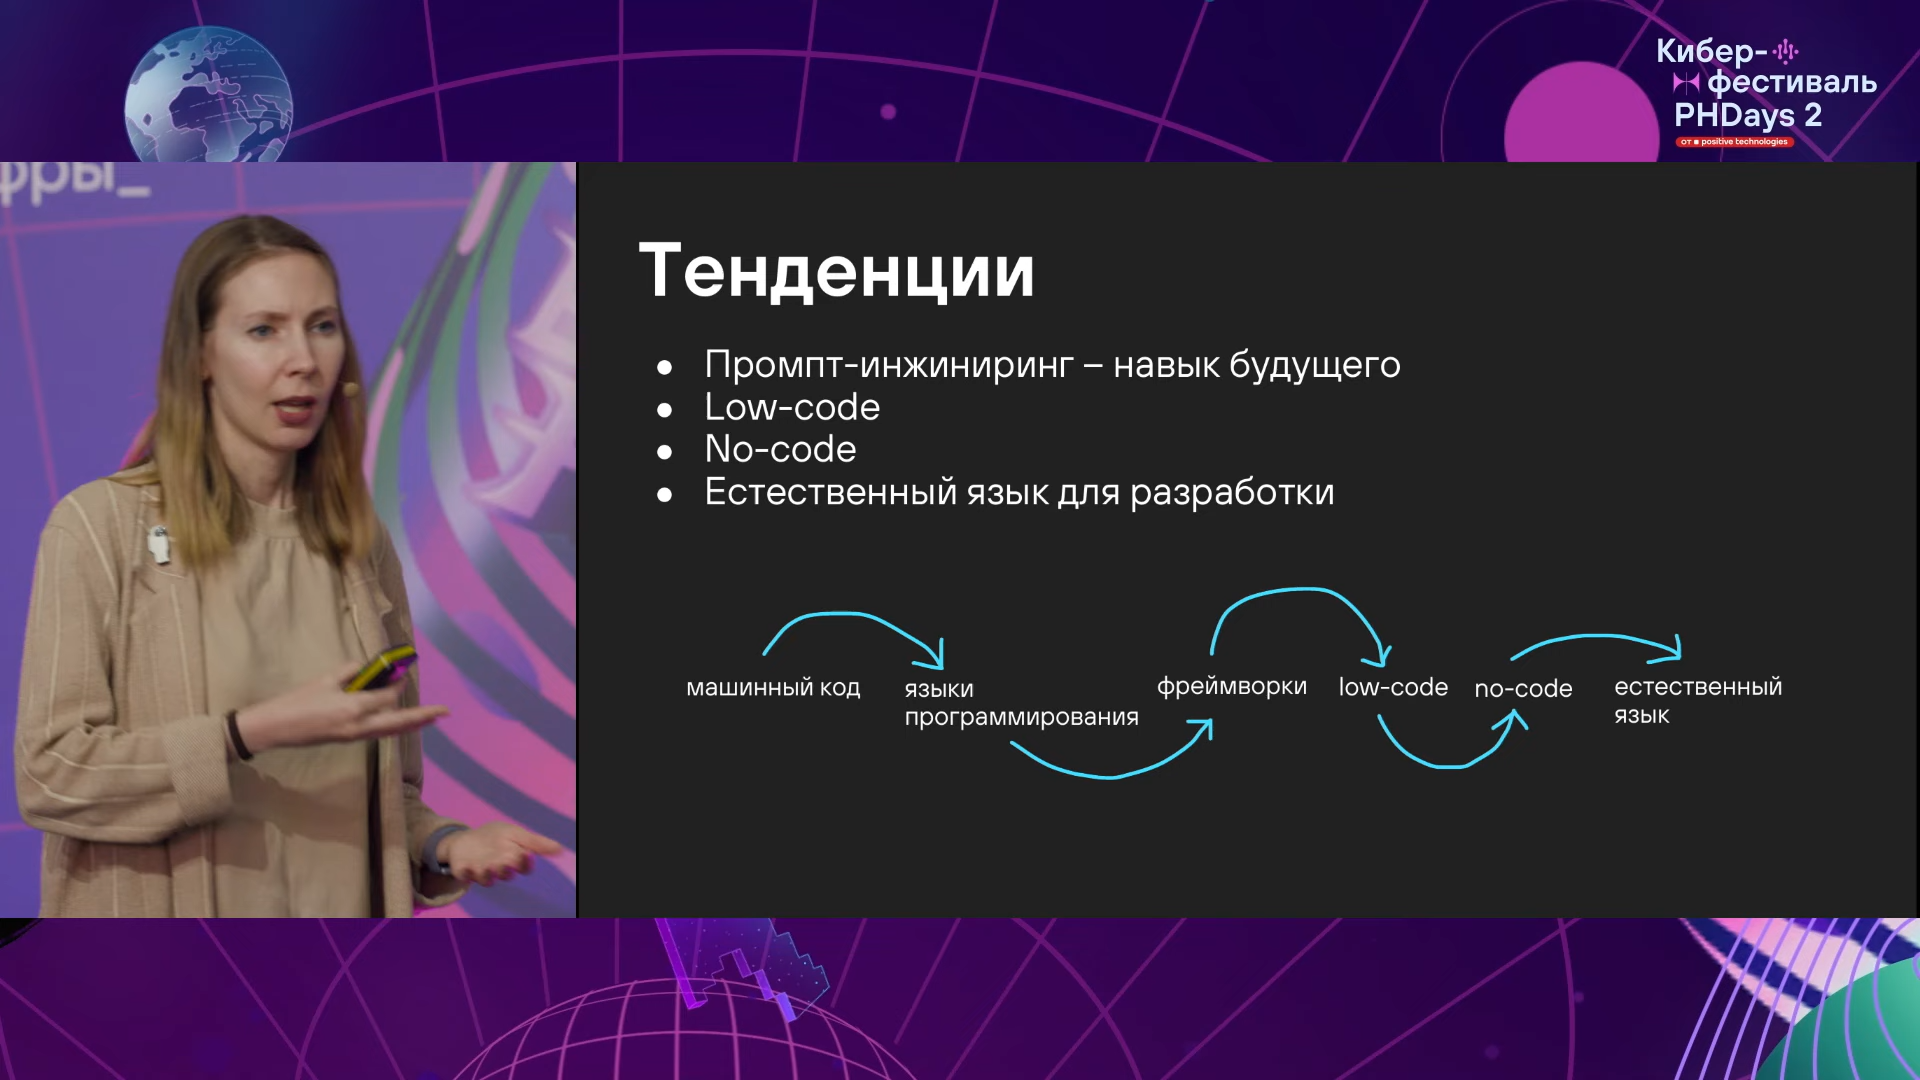 Кибер-
фестиваль
PHDays 2
от positive technologies
фры_
Тенденции
● Промпт-инжиниринг – навык будущего
● Low-code
● No-code
● Естественный язык для разработки
машинный код
языки
программирования
фреймворки
low-code
no-code
естественный
язык